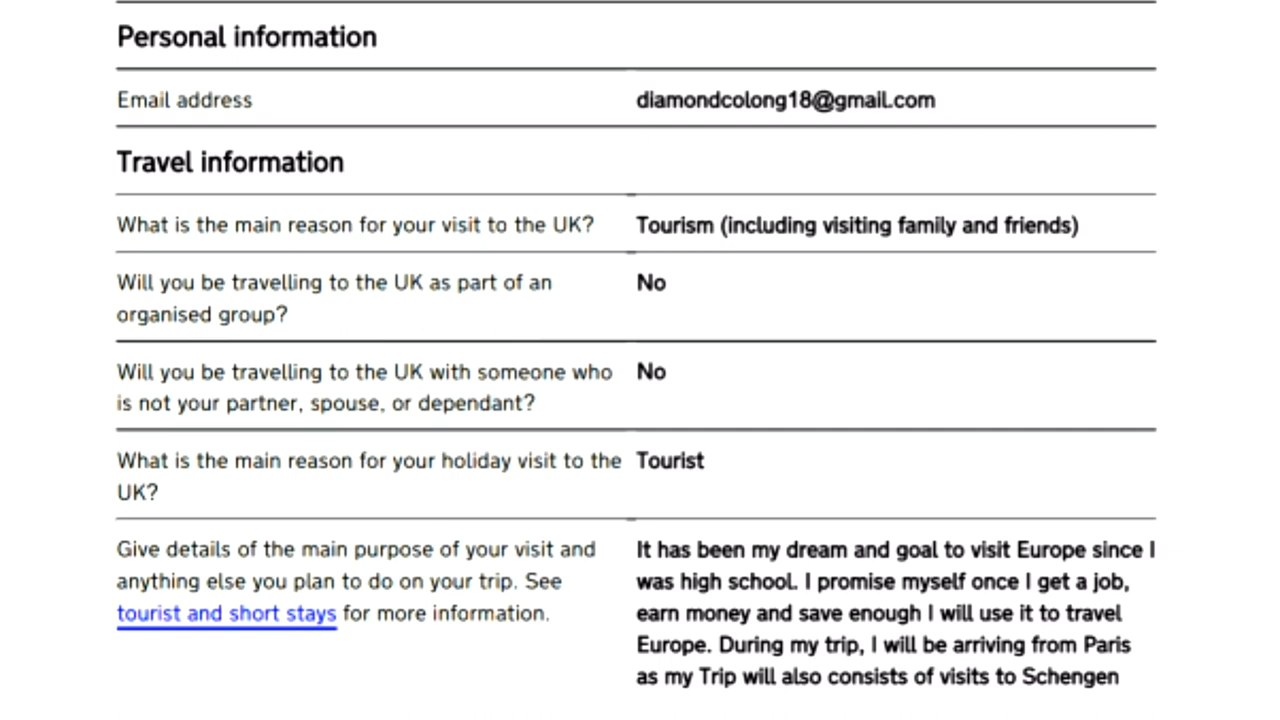 Personal information
Email address diamondcolong18@gmail.com
Travel information
What is the main reason for your visit to the UK? Tourism (including visiting family and friends)
Will you be travelling to the UK as part of an No
organised group?
Will you be travelling to the UK with someone who No
is not your partner, spouse, or dependant?
What is the main reason for your holiday visit to the Tourist
UK?
Give details of the main purpose of your visit and
anything else you plan to do on your trip. See
tourist and short stays for more information.
It has been my dream and goal to visit Europe since I
was high school. I promise myself once I get a job,
earn money and save enough I will use it to travel
Europe. During my trip, I will be arriving from Paris
as my Trip will also consists of visits to Schengen